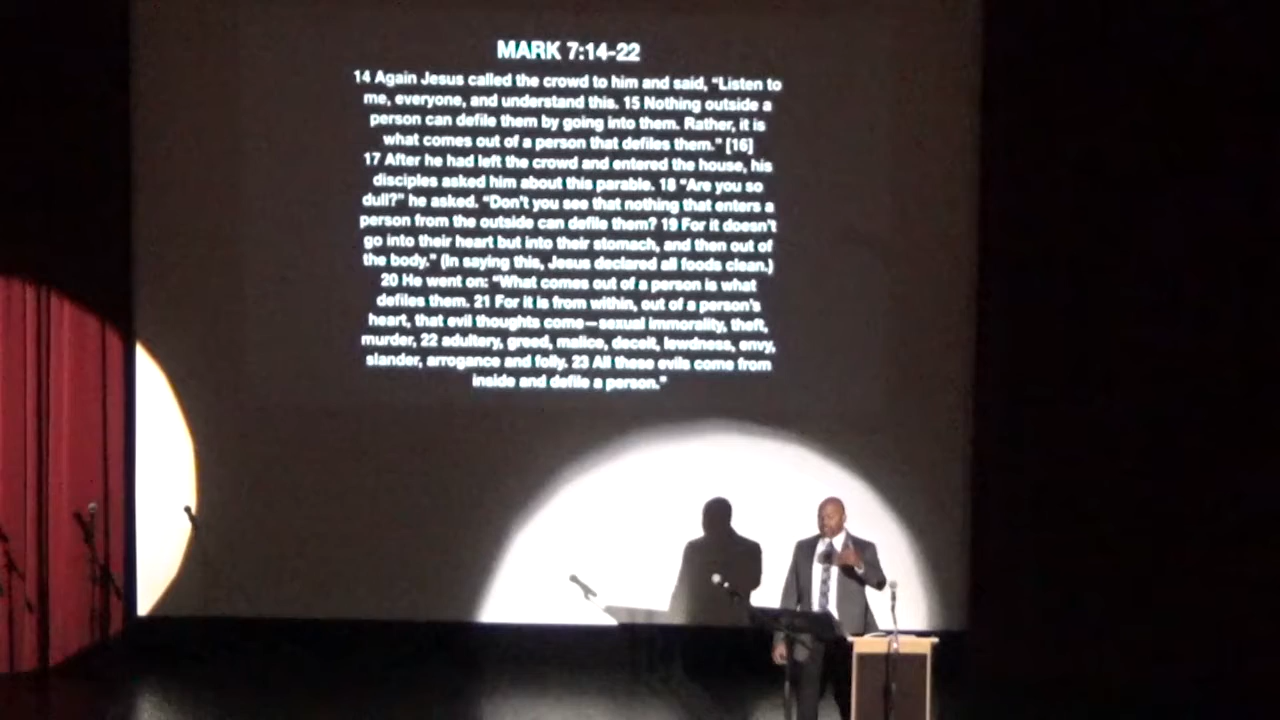 MARK 7:14-22
14 Again Jesus called the crowd to him and said, “Listen to
me, everyone, and understand this. 15 Nothing outside a
person can defile them by going into them. Rather, it is
what comes out of a person that defiles them.” [16]
17 After he had left the crowd and entered the house, his
disciples asked him about this parable. 18 “Are you so
dull?” he asked. “Don’t you see that nothing that enters a
person from the outside can defile them? 19 For it doesn’t
go into their heart but into their stomach, and then out of
the body.” (In saying this, Jesus declared all foods clean.)
20 He went on: “What comes out of a person is what
defiles them. 21 For it is from within, out of a person’s
heart, that evil thoughts come—sexual immorality, theft,
murder, 22 adultery, greed, malice, deceit, lewdness, envy,
slander, arrogance and folly. 23 All these evils come from
inside and defile a person.”